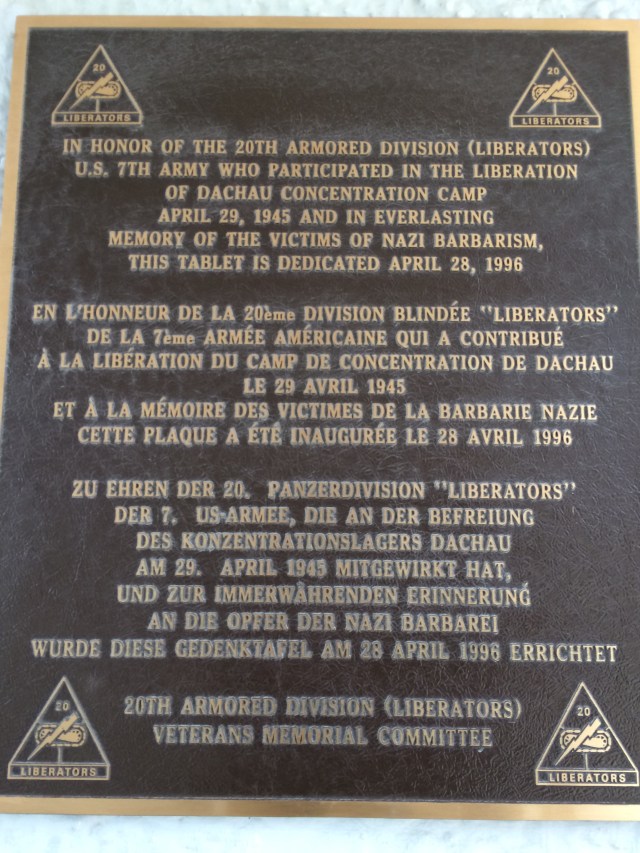 20 20
LIBERATORS LIBERATORS
IN HONOR OF THE 20TH ARMORED DIVISION (LIBERATORS)
U.S. 7TH ARMY WHO PARTICIPATED IN THE LIBERATION
OF DACHAU CONCENTRATION CAMP
APRIL 29, 1945 AND IN EVERLASTING
MEMORY OF THE VICTIMS OF NAZI BARBARISM,
THIS TABLET IS DEDICATED APRIL 28, 1996
EN L'HONNEUR DE LA 20ème DIVISION BLINDÉE "LIBERATORS"
DE LA 7ème ARMÉE AMÉRICAINE QUI A CONTRIBUÉ
À LA LIBÉRATION DU CAMP DE CONCENTRATION DE DACHAU
LE 29 AVRIL 1945
ET À LA MÉMOIRE DES VICTIMES DE LA BARBARIE NAZIE
CETTE PLAQUE A ÉTÉ INAUGURÉE LE 28 AVRIL 1996
ZU EHREN DER 20. PANZERDIVISION "LIBERATORS"
DER 7. US-ARMEE, DIE AN DER BEFREIUNG
DES KONZENTRATIONSLAGERS DACHAU
AM 29. APRIL 1945 MITGEWIRKT HAT,
UND ZUR IMMERWÄHRENDEN ERINNERUNG
AN DIE OPFER DER NAZI BARBAREI
WURDE DIESE GEDENKTAFEL AM 28 APRIL 1996 ERRICHTET
20TH ARMORED DIVISION (LIBERATORS)
VETERANS MEMORIAL COMMITTEE
20 20
LIBERATORS LIBERATORS